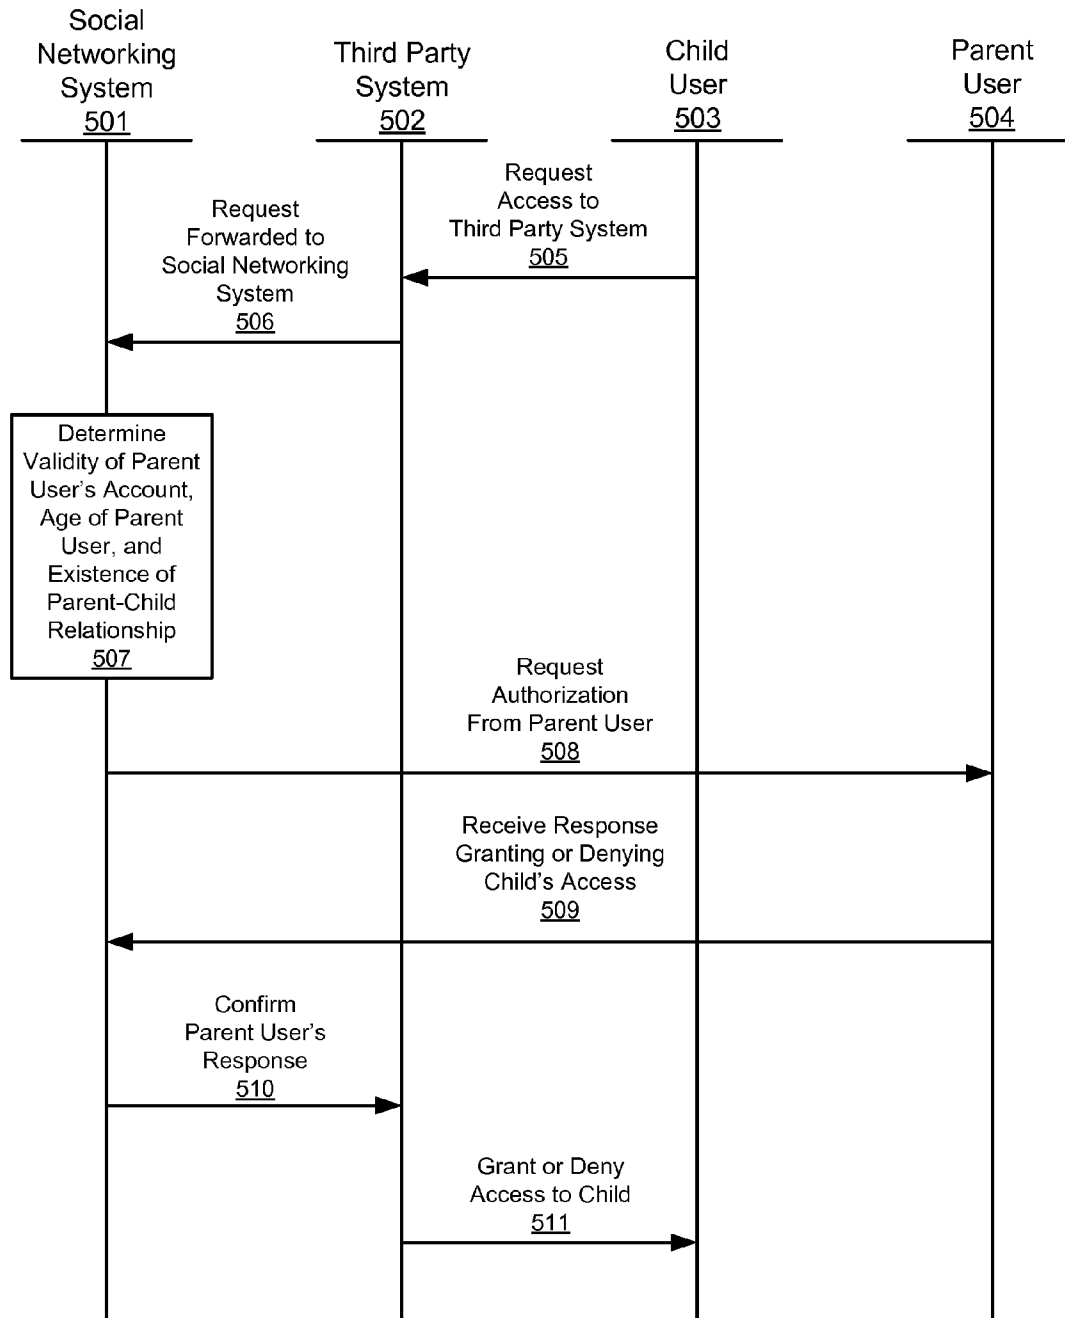 Social
Networking
System
501
Third Party
System
502
Child
User
503
Parent
User
504
Request
Access to
Third Party System
505
Request
Forwarded to
Social Networking
System
506
Determine
Validity of Parent
User's Account,
Age of Parent
User, and
Existence of
Parent-Child
Relationship
507
Request
Authorization
From Parent User
508
Receive Response
Granting or Denying
Child's Access
509
Confirm
Parent User's
Response
510
Grant or Deny
Access to Child
511